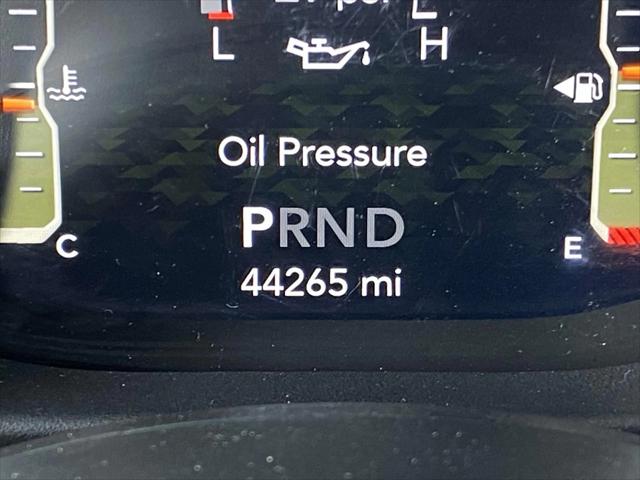 L H
Oil Pressure
PRND
C E
44265 mi